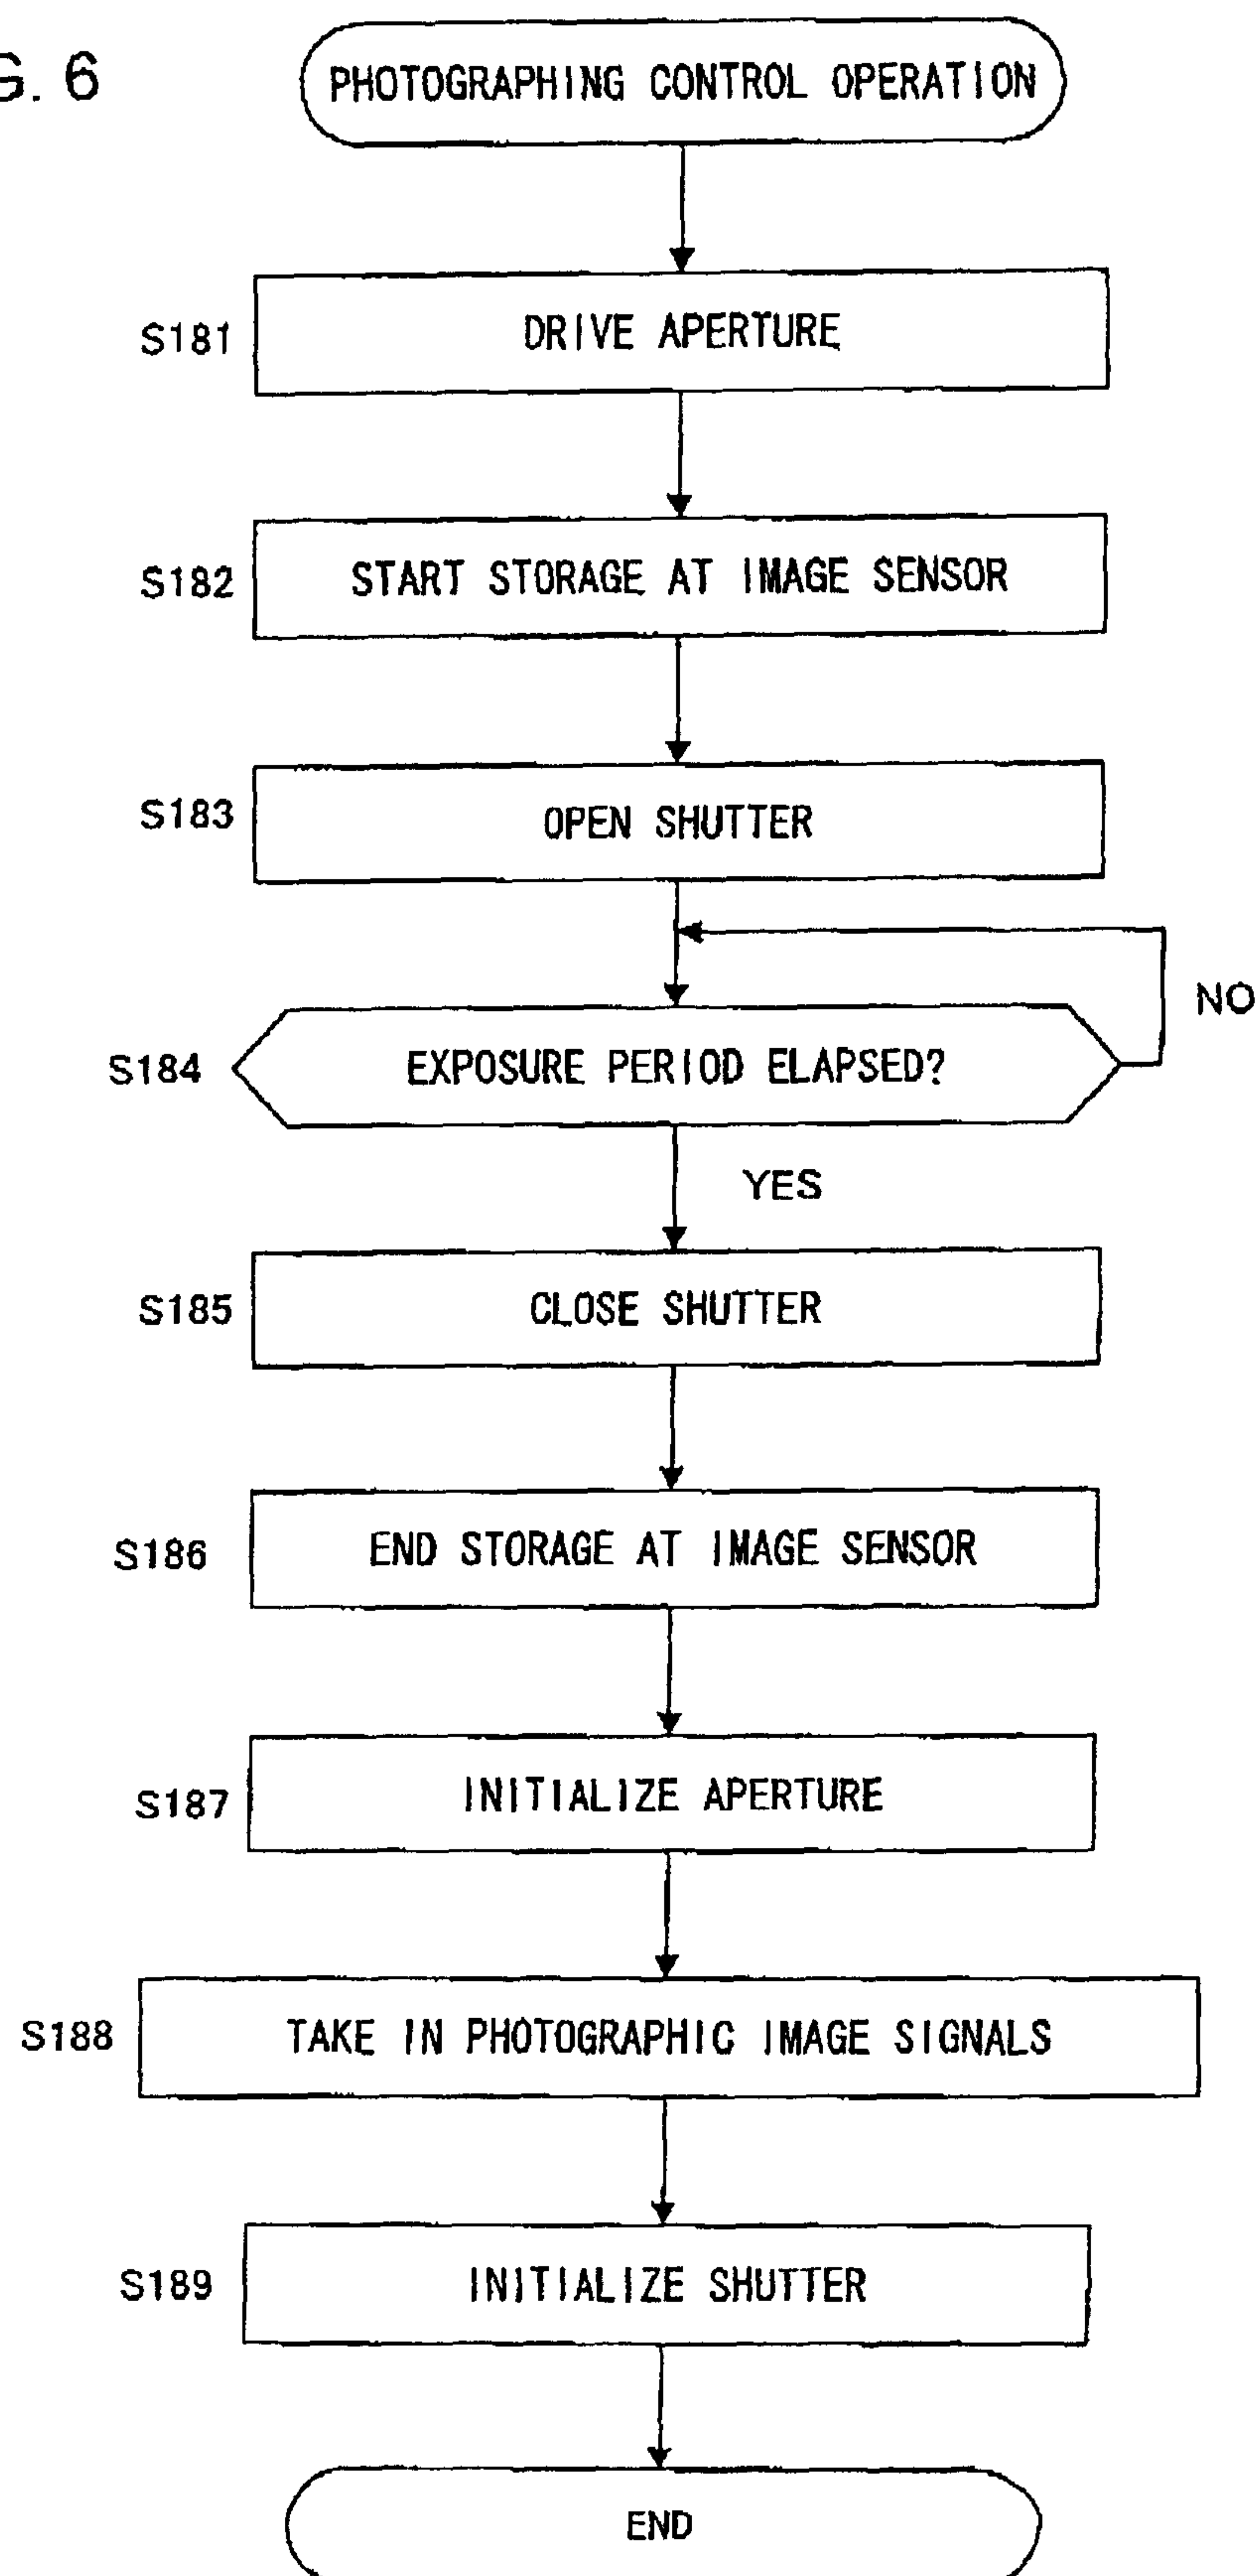 G. 6
PHOTOGRAPHING CONTROL OPERATION
S181 DRIVE APERTURE
S182 START STORAGE AT IMAGE SENSOR
S183 OPEN SHUTTER
NO
S184 EXPOSURE PERIOD ELAPSED?
YES
S185 CLOSE SHUTTER
S186 END STORAGE AT IMAGE SENSOR
S187 INITIALIZE APERTURE
S188 TAKE IN PHOTOGRAPHIC IMAGE SIGNALS
S189 INITIALIZE SHUTTER
END